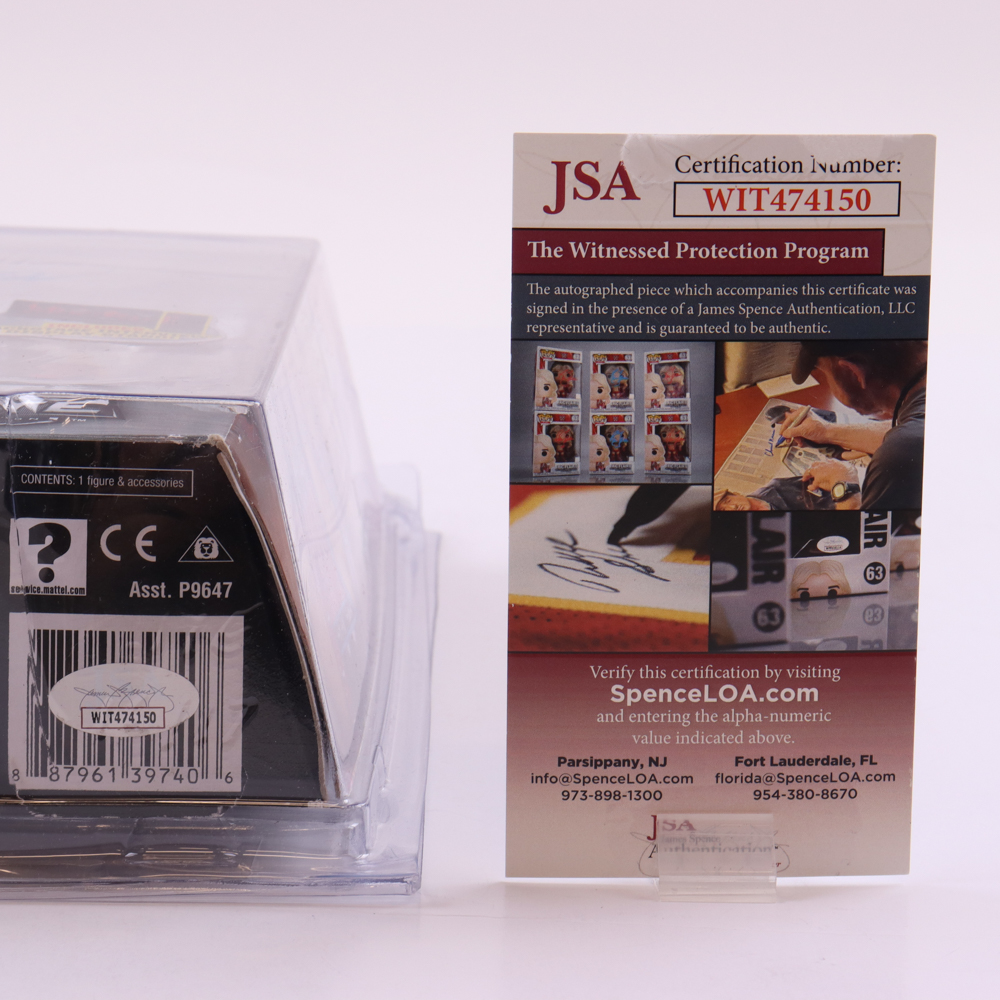 CONTENTS: 1 figure & accessories
?
CE
Asst. P9647
service.mattel.com
WIT474150
8 87961 39740 6
JSA
Certification Number:
WIT474150
The Witnessed Protection Program
The autographed piece which accompanies this certificate was
signed in the presence of a James Spence Authentication, LLC
representative and is guaranteed to be authentic.
LAIR
63
63
Verify this certification by visiting
SpenceLOA.com
and entering the alpha-numeric
value indicated above.
Parsippany, NJ
info@SpenceLOA.com
973-898-1300
Fort Lauderdale, FL
florida@SpenceLOA.com
954-380-8670
JSA
Authentication